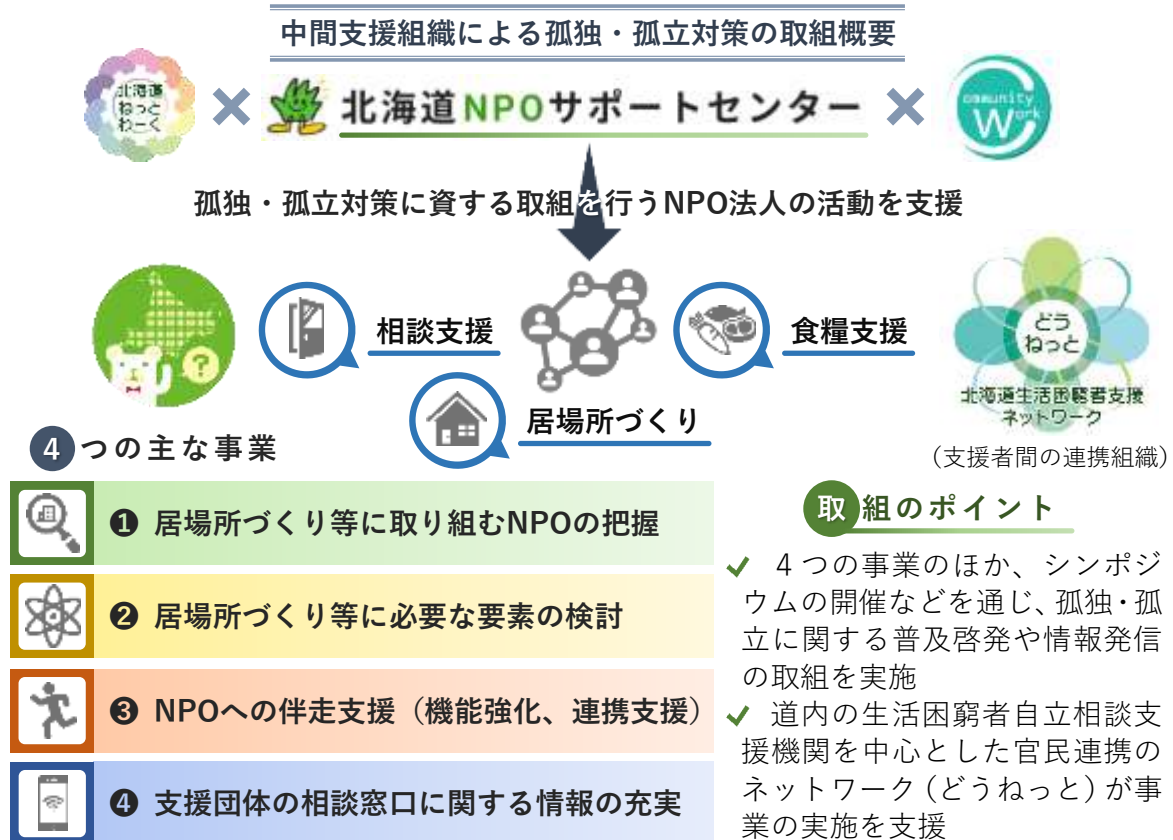 中間支援組織による孤独・孤立対策の取組概要
北海道
ねっと
わーく
北海道NPOサポートセンター
ommunity
Work
孤独・孤立対策に資する取組を行うNPO法人の活動を支援
?
相談支援
食糧支援
居場所づくり
どう
ねっと
北海道生活困窮者支援
ネットワーク
（支援者間の連携組織）
4つの主な事業
❶ 居場所づくり等に取り組むNPOの把握
❷ 居場所づくり等に必要な要素の検討
❸ NPOへの伴走支援（機能強化、連携支援）
❹ 支援団体の相談窓口に関する情報の充実
取組のポイント
✓ ４つの事業のほか、シンポジ
ウムの開催などを通じ、孤独・孤
立に関する普及啓発や情報発信
の取組を実施
✓ 道内の生活困窮者自立相談支
援機関を中心とした官民連携の
ネットワーク（どうねっと）が事
業の実施を支援